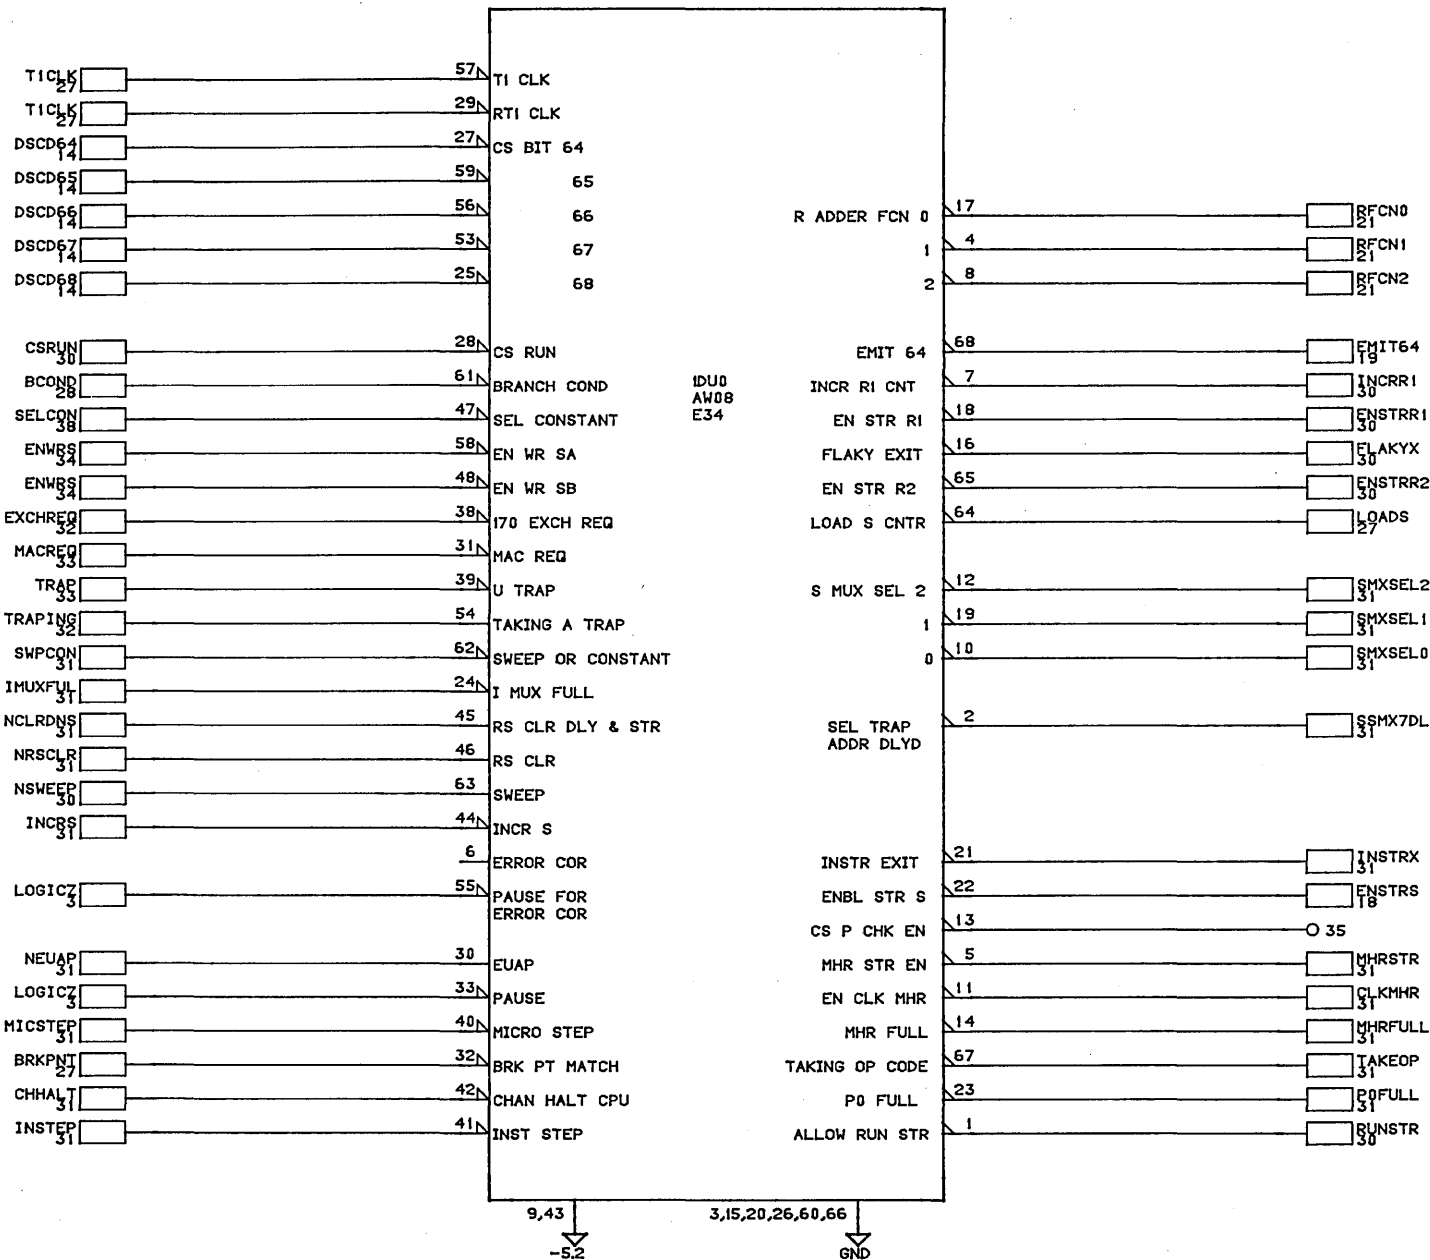 T1CLK 27 57 T1 CLK
T1CLK 27 29 RT1 CLK
DSCD64 14 27 CS BIT 64
DSCD65 14 59 65
DSCD66 14 56 66 R ADDER FCN 0 17 RFCN0 21
DSCD67 14 53 67 1 4 RFCN1 21
DSCD68 14 25 68 2 8 RFCN2 21
CSRUN 30 28 CS RUN EMIT 64 68 EMIT64 19
BCOND 28 61 BRANCH COND 1DU0 INCR R1 CNT 7 INCRR1 30
AW08
SELCON 38 47 SEL CONSTANT E34 EN STR R1 18 ENSTRR1 30
ENWRS 34 58 EN WR SA FLAKY EXIT 16 FLAKYX 30
ENWRS 34 48 EN WR SB EN STR R2 65 ENSTRR2 30
EXCHREQ 32 38 170 EXCH REQ LOAD S CNTR 64 LOADS 27
MACREQ 33 31 MAC REQ
TRAP 33 39 U TRAP S MUX SEL 2 12 SMXSEL2 31
TRAPING 32 54 TAKING A TRAP 1 19 SMXSEL1 31
SWPCON 31 62 SWEEP OR CONSTANT 0 10 SMXSEL0 31
IMUXFUL 31 24 I MUX FULL
NCLRDNS 31 45 RS CLR DLY & STR SEL TRAP 2 SSMX7DL 31
ADDR DLYD
NRSCLR 31 46 RS CLR
NSWEEP 30 63 SWEEP
INCRS 31 44 INCR S
6 ERROR COR INSTR EXIT 21 INSTRX 31
LOGICZ 3 55 PAUSE FOR ENBL STR S 22 ENSTRS 18
ERROR COR
CS P CHK EN 13 35
NEUAP 31 30 EUAP MHR STR EN 5 MHRSTR 31
LOGICZ 3 33 PAUSE EN CLK MHR 11 CLKMHR 31
MICSTEP 31 40 MICRO STEP MHR FULL 14 MHRFULL 31
BRKPNT 27 32 BRK PT MATCH TAKING OP CODE 67 TAKEOP 31
CHHALT 31 42 CHAN HALT CPU P0 FULL 23 P0FULL 31
INSTEP 31 41 INST STEP ALLOW RUN STR 1 RUNSTR 30
9,43 3,15,20,26,60,66
-5.2 GND